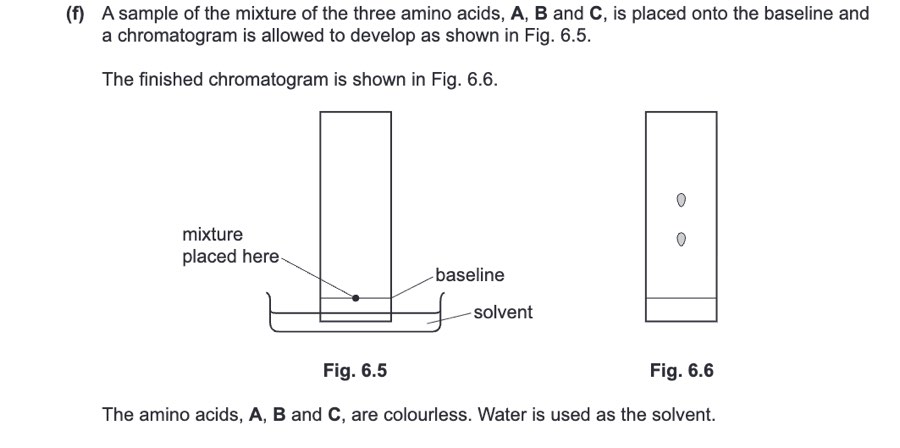 (f) A sample of the mixture of the three amino acids, A, B and C, is placed onto the baseline and
a chromatogram is allowed to develop as shown in Fig. 6.5.
The finished chromatogram is shown in Fig. 6.6.
mixture
placed here
baseline
solvent
Fig. 6.5
Fig. 6.6
The amino acids, A, B and C, are colourless. Water is used as the solvent.